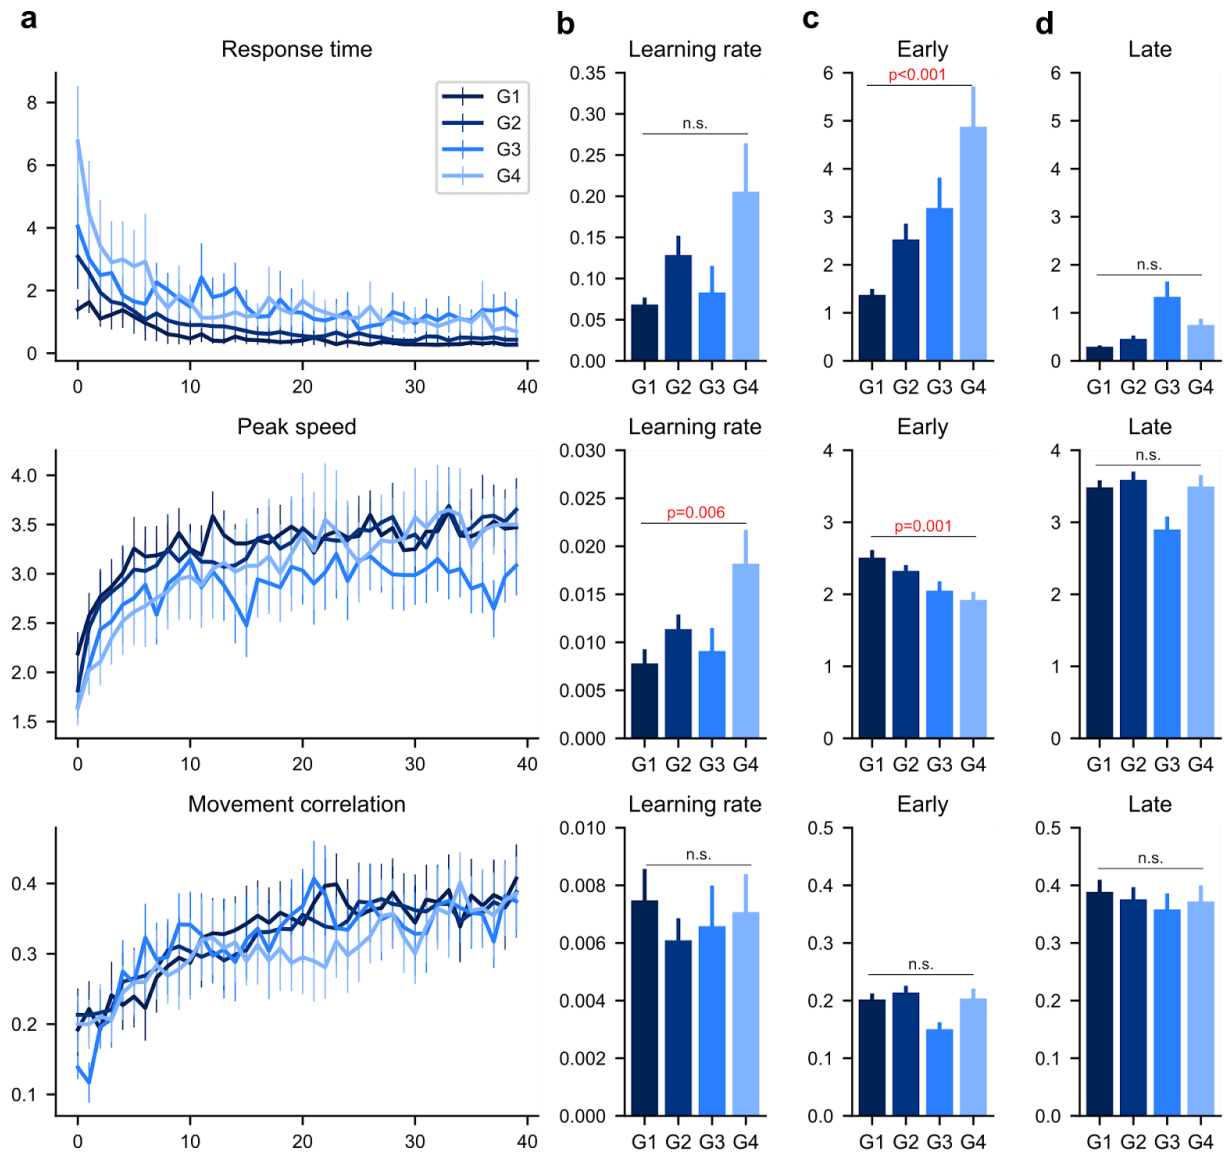 a
b
c
d
Response time
8
6
4
2
0
0 10 20 30 40
G1
G2
G3
G4
Learning rate
0.35
0.30
0.25
0.20
0.15
0.10
0.05
0.00
n.s.
G1 G2 G3 G4
Early
6
5
4
3
2
1
0
p<0.001
G1 G2 G3 G4
Late
6
5
4
3
2
1
0
n.s.
G1 G2 G3 G4
Peak speed
4.0
3.5
3.0
2.5
2.0
1.5
0 10 20 30 40
Learning rate
0.030
0.025
0.020
0.015
0.010
0.005
0.000
p=0.006
G1 G2 G3 G4
Early
4
3
2
1
0
p=0.001
G1 G2 G3 G4
Late
4
3
2
1
0
n.s.
G1 G2 G3 G4
Movement correlation
0.4
0.3
0.2
0.1
0 10 20 30 40
Learning rate
0.010
0.008
0.006
0.004
0.002
0.000
n.s.
G1 G2 G3 G4
Early
0.5
0.4
0.3
0.2
0.1
0.0
n.s.
G1 G2 G3 G4
Late
0.5
0.4
0.3
0.2
0.1
0.0
n.s.
G1 G2 G3 G4